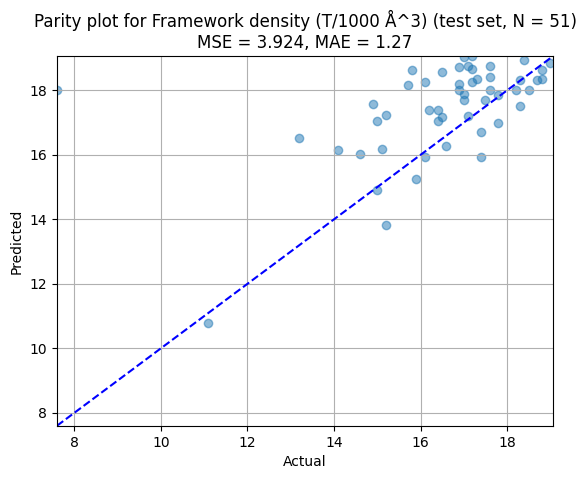 Parity plot for Framework density (T/1000 Å^3) (test set, N = 51)
MSE = 3.924, MAE = 1.27
18
16
14
12
10
8
Predicted
8 10 12 14 16 18
Actual